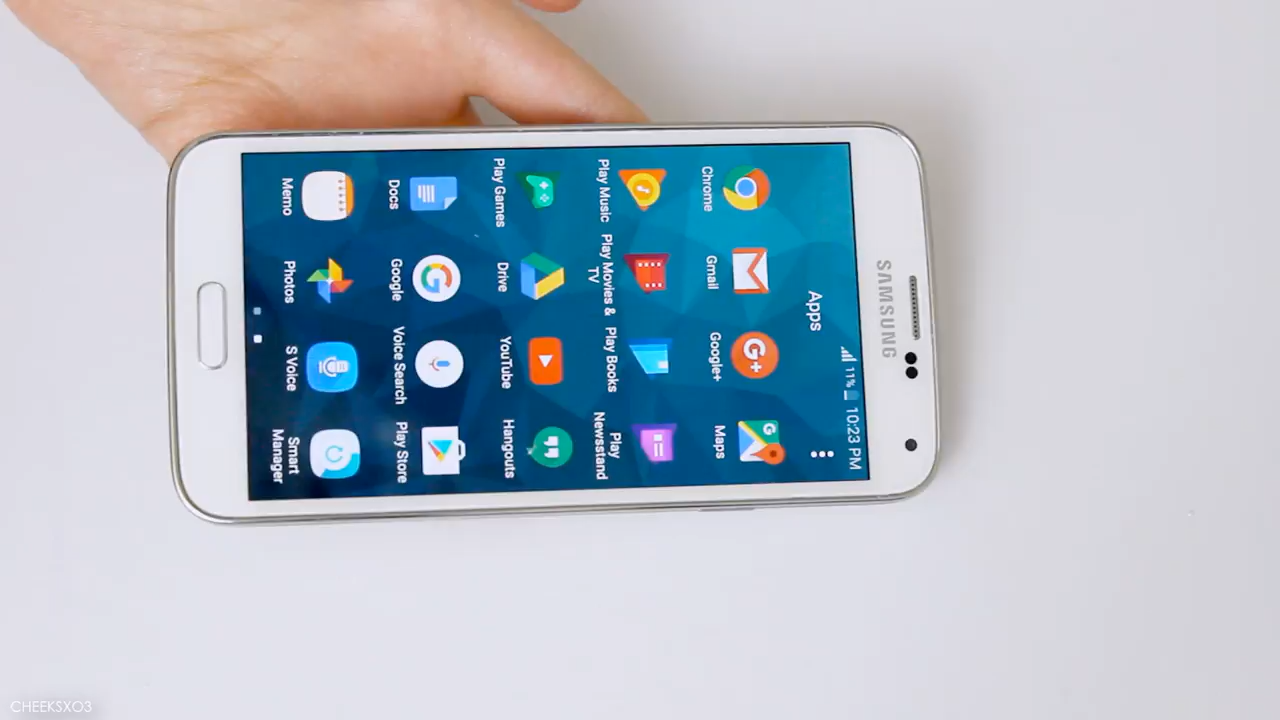 SAMSUNG
11% 10:23 PM
Apps
Chrome
Gmail
Google+
Maps
Play Music
Play Movies &
TV
Play Books
Play
Newsstand
Play Games
Drive
YouTube
Hangouts
Docs
Google
Voice Search
Play Store
Memo
Photos
S Voice
Smart
Manager
CHEEKSXO3